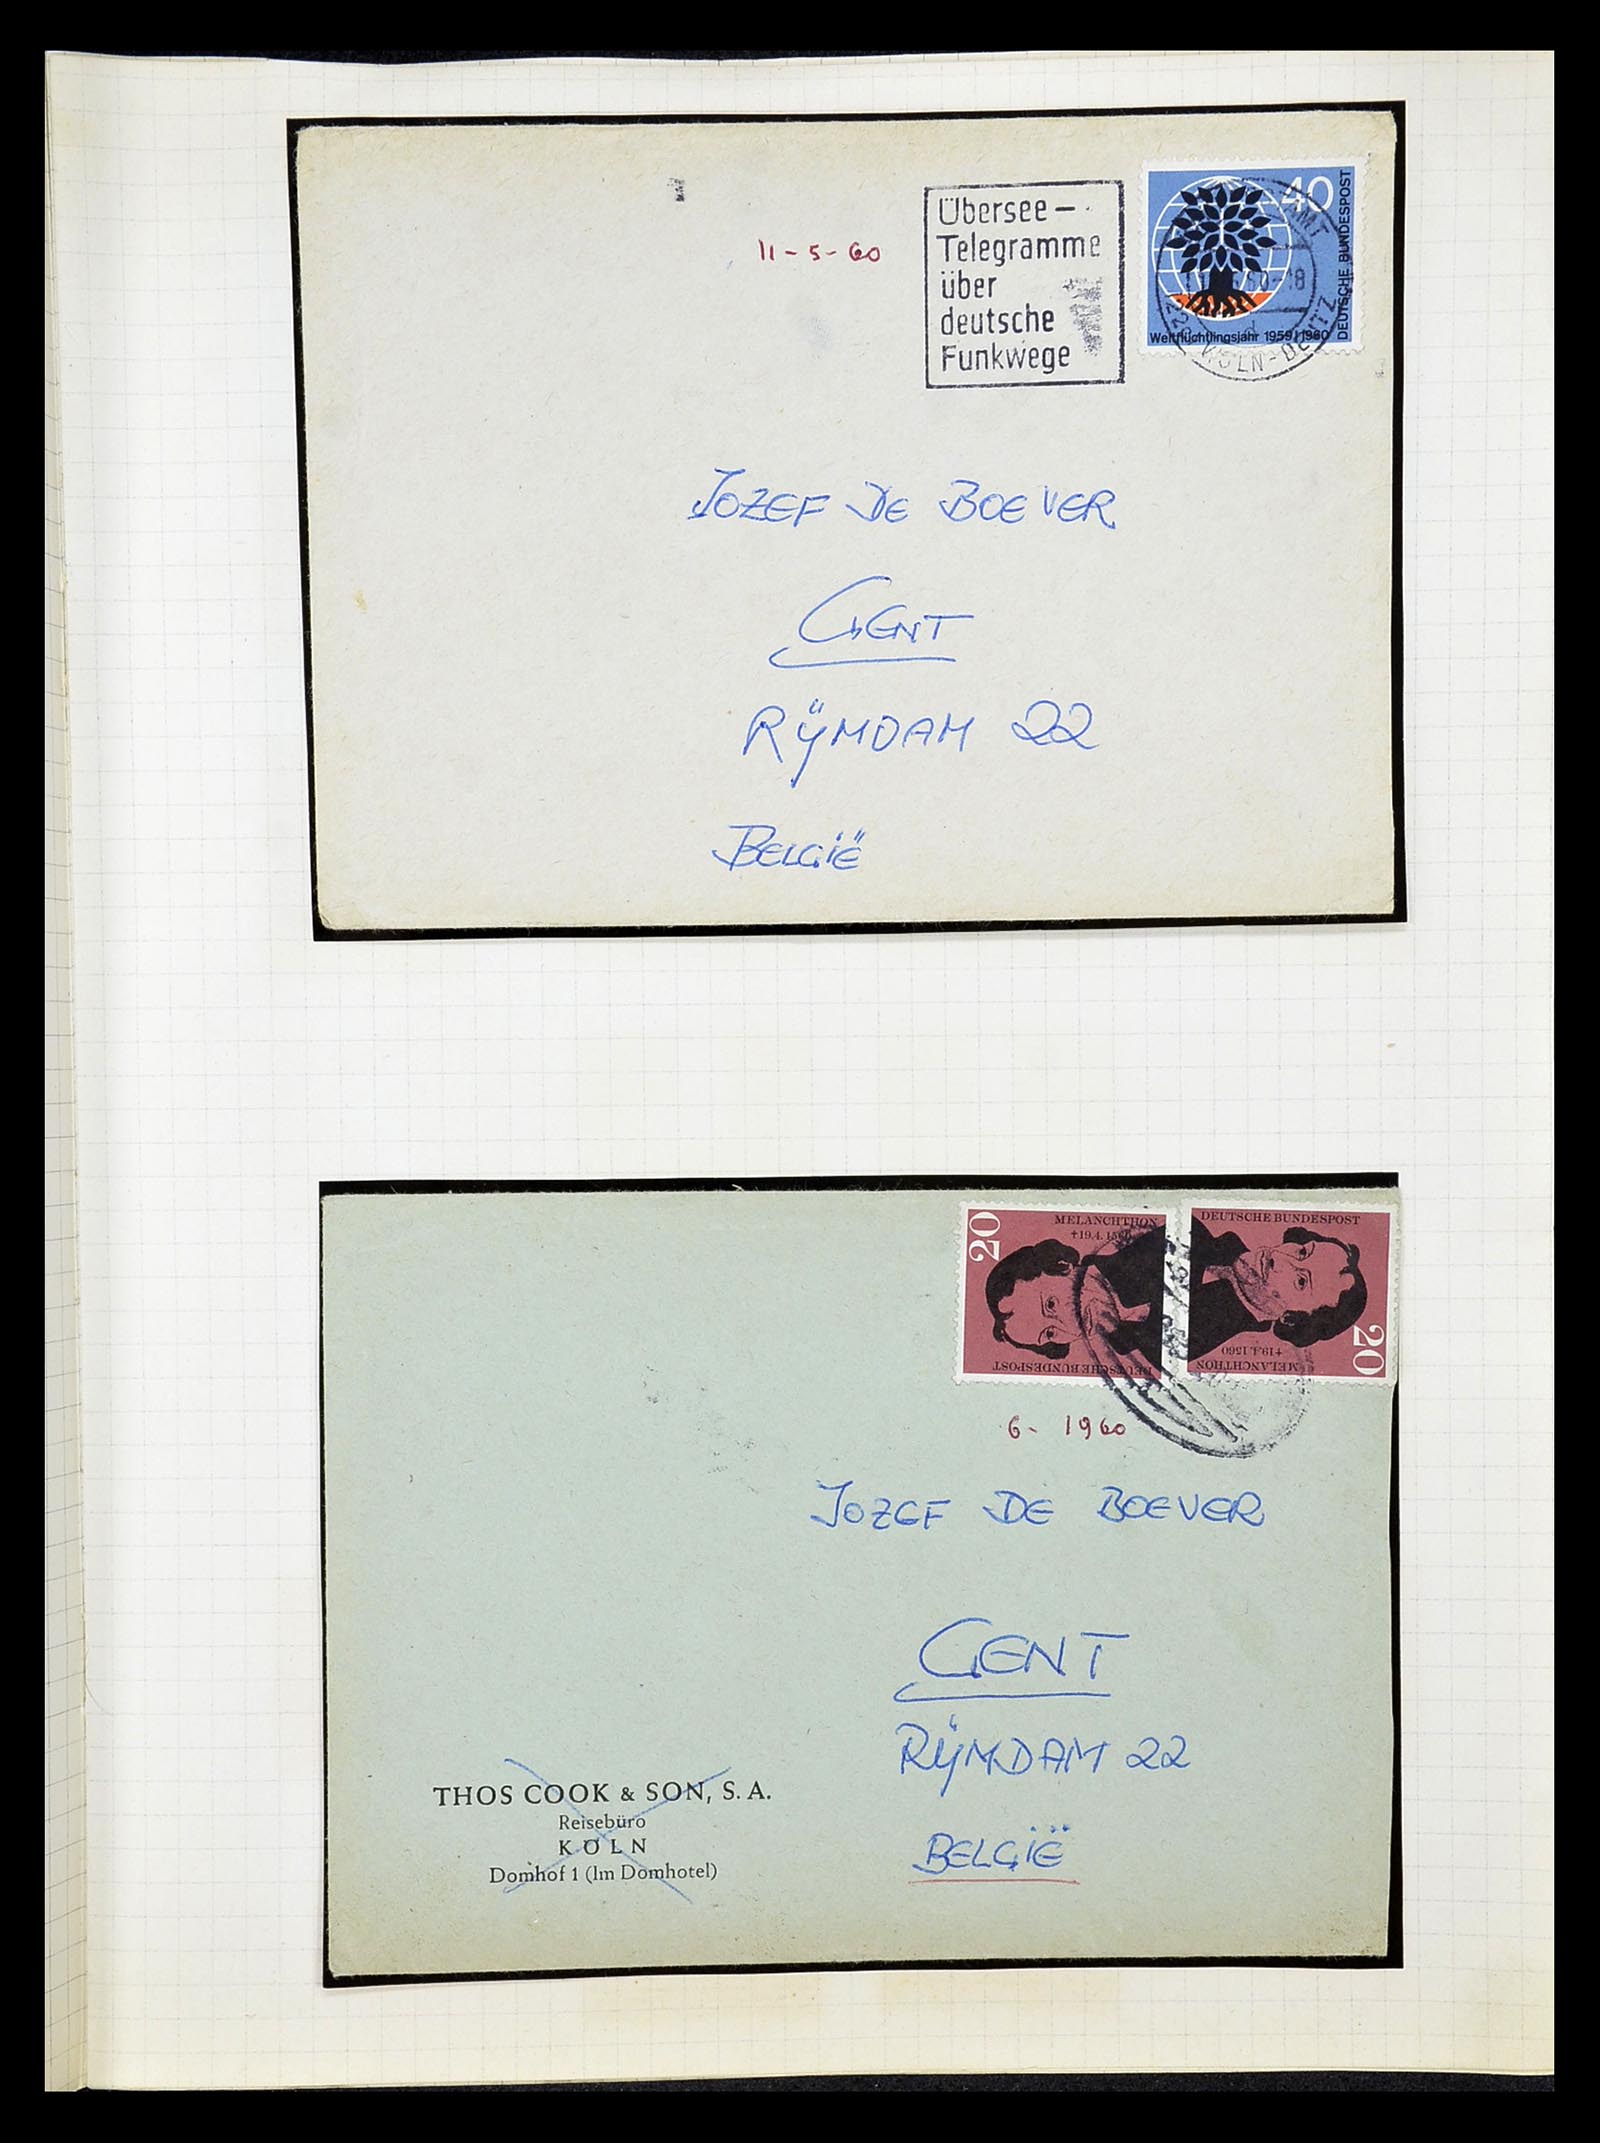 11-5-60
Übersee-
Telegramme
über
deutsche
Funkwege
40
DEUTSCHE BUNDESPOST
Weltflüchtlingsjahr 1959/1960
KÖLN-DEUTZ
JOZEF DE BOEVER
GENT
RŸMDAM 22
BELGIË
20
MELANCHTHON
†19.4.1560
DEUTSCHE BUNDESPOST
DEUTSCHE BUNDESPOST
20
†19.4.1560
MELANCHTHON
6- 1960
JOZEF DE BOEVER
GENT
RŸMDAM 22
BELGIË
THOS COOK & SON, S.A.
Reisebüro
KÖLN
Domhof 1 (Im Domhotel)